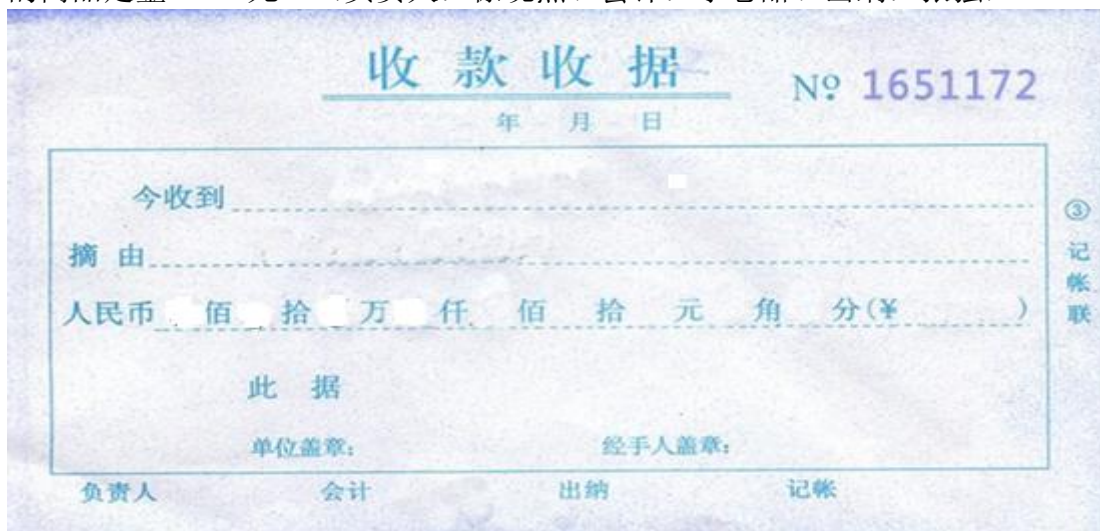 收款收据 № 1651172
年 月 日
今收到
摘由
人民币 佰 拾 万 仟 佰 拾 元 角 分(¥ )
此据
单位盖章: 经手人盖章:
负责人 会计 出纳 记帐
③记帐联